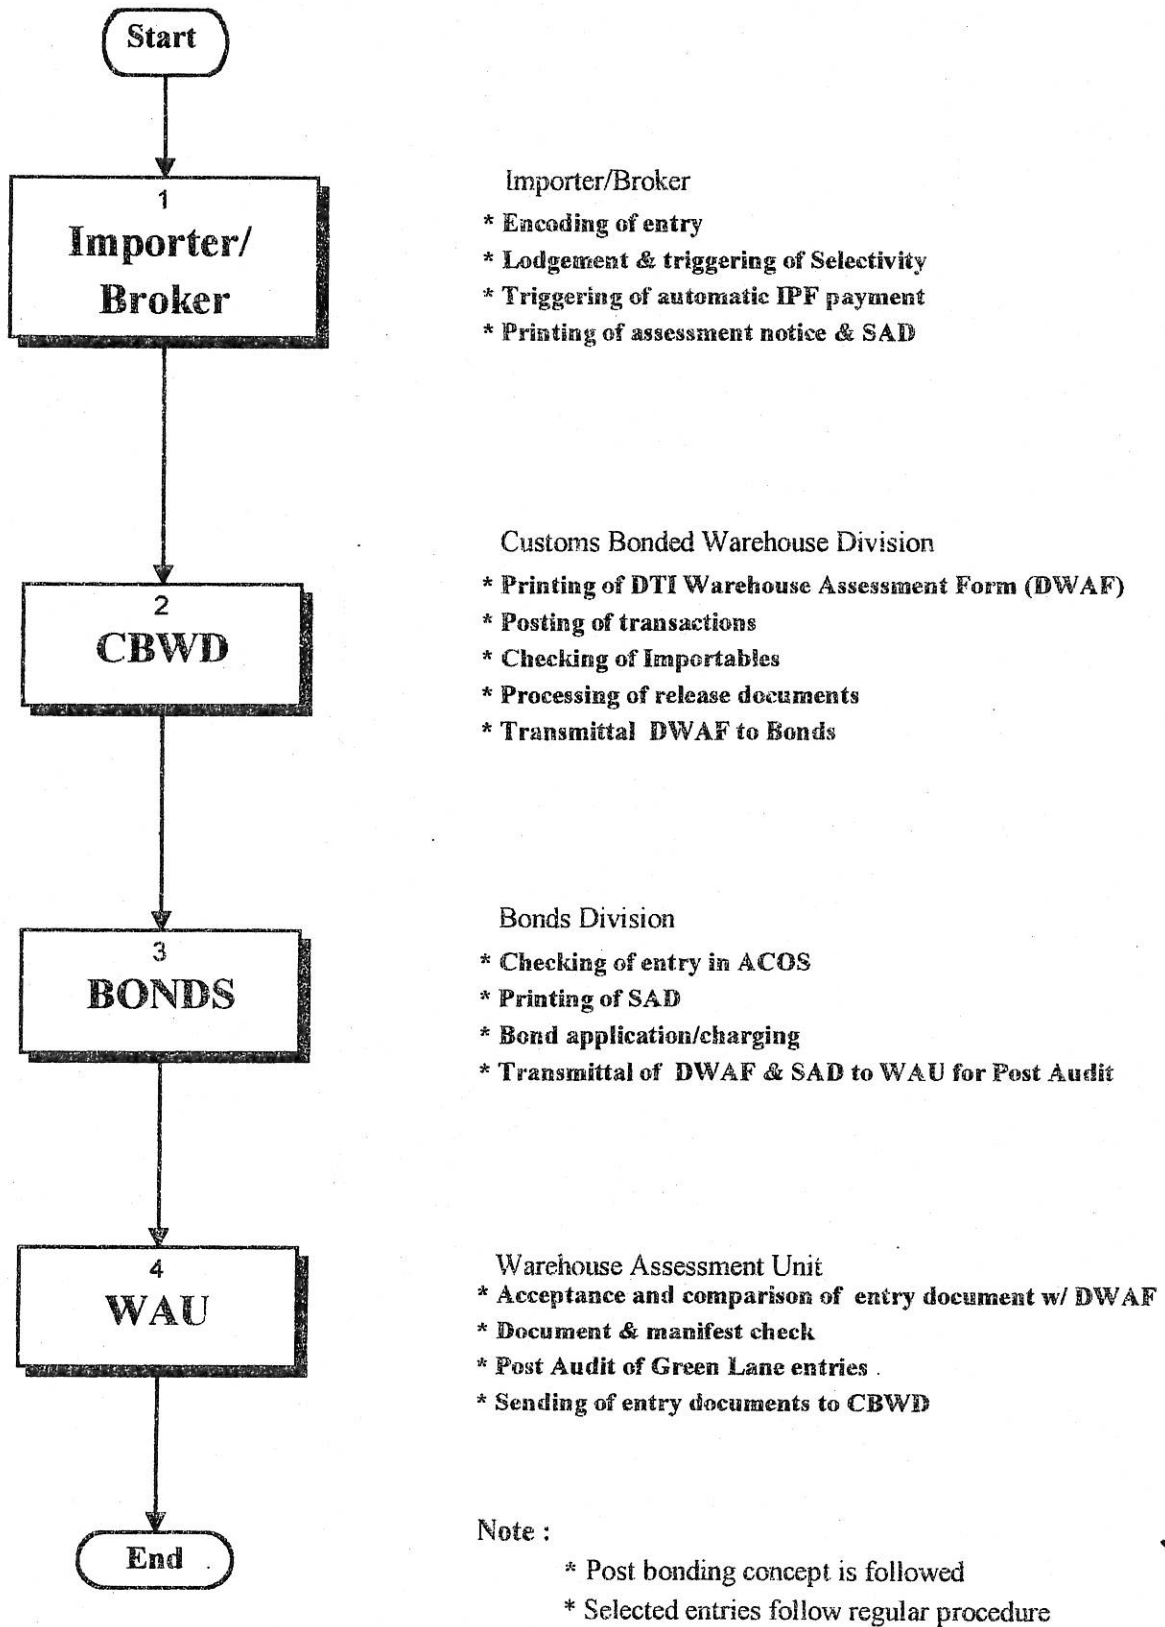 Start
1
Importer/
Broker
Importer/Broker
* Encoding of entry
* Lodgement & triggering of Selectivity
* Triggering of automatic IPF payment
* Printing of assessment notice & SAD
2
CBWD
Customs Bonded Warehouse Division
* Printing of DTI Warehouse Assessment Form (DWAF)
* Posting of transactions
* Checking of Importables
* Processing of release documents
* Transmittal DWAF to Bonds
3
BONDS
Bonds Division
* Checking of entry in ACOS
* Printing of SAD
* Bond application/charging
* Transmittal of DWAF & SAD to WAU for Post Audit
4
WAU
Warehouse Assessment Unit
* Acceptance and comparison of entry document w/ DWAF
* Document & manifest check
* Post Audit of Green Lane entries
* Sending of entry documents to CBWD
End
Note :
* Post bonding concept is followed
* Selected entries follow regular procedure